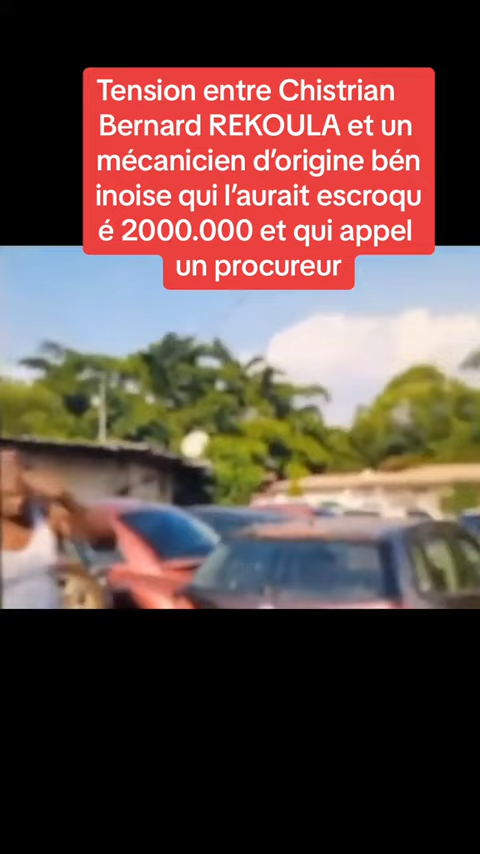 Tension entre Chistrian
Bernard REKOULA et un
mécanicien d’origine bén
inoise qui l’aurait escroqu
é 2000.000 et qui appel
un procureur